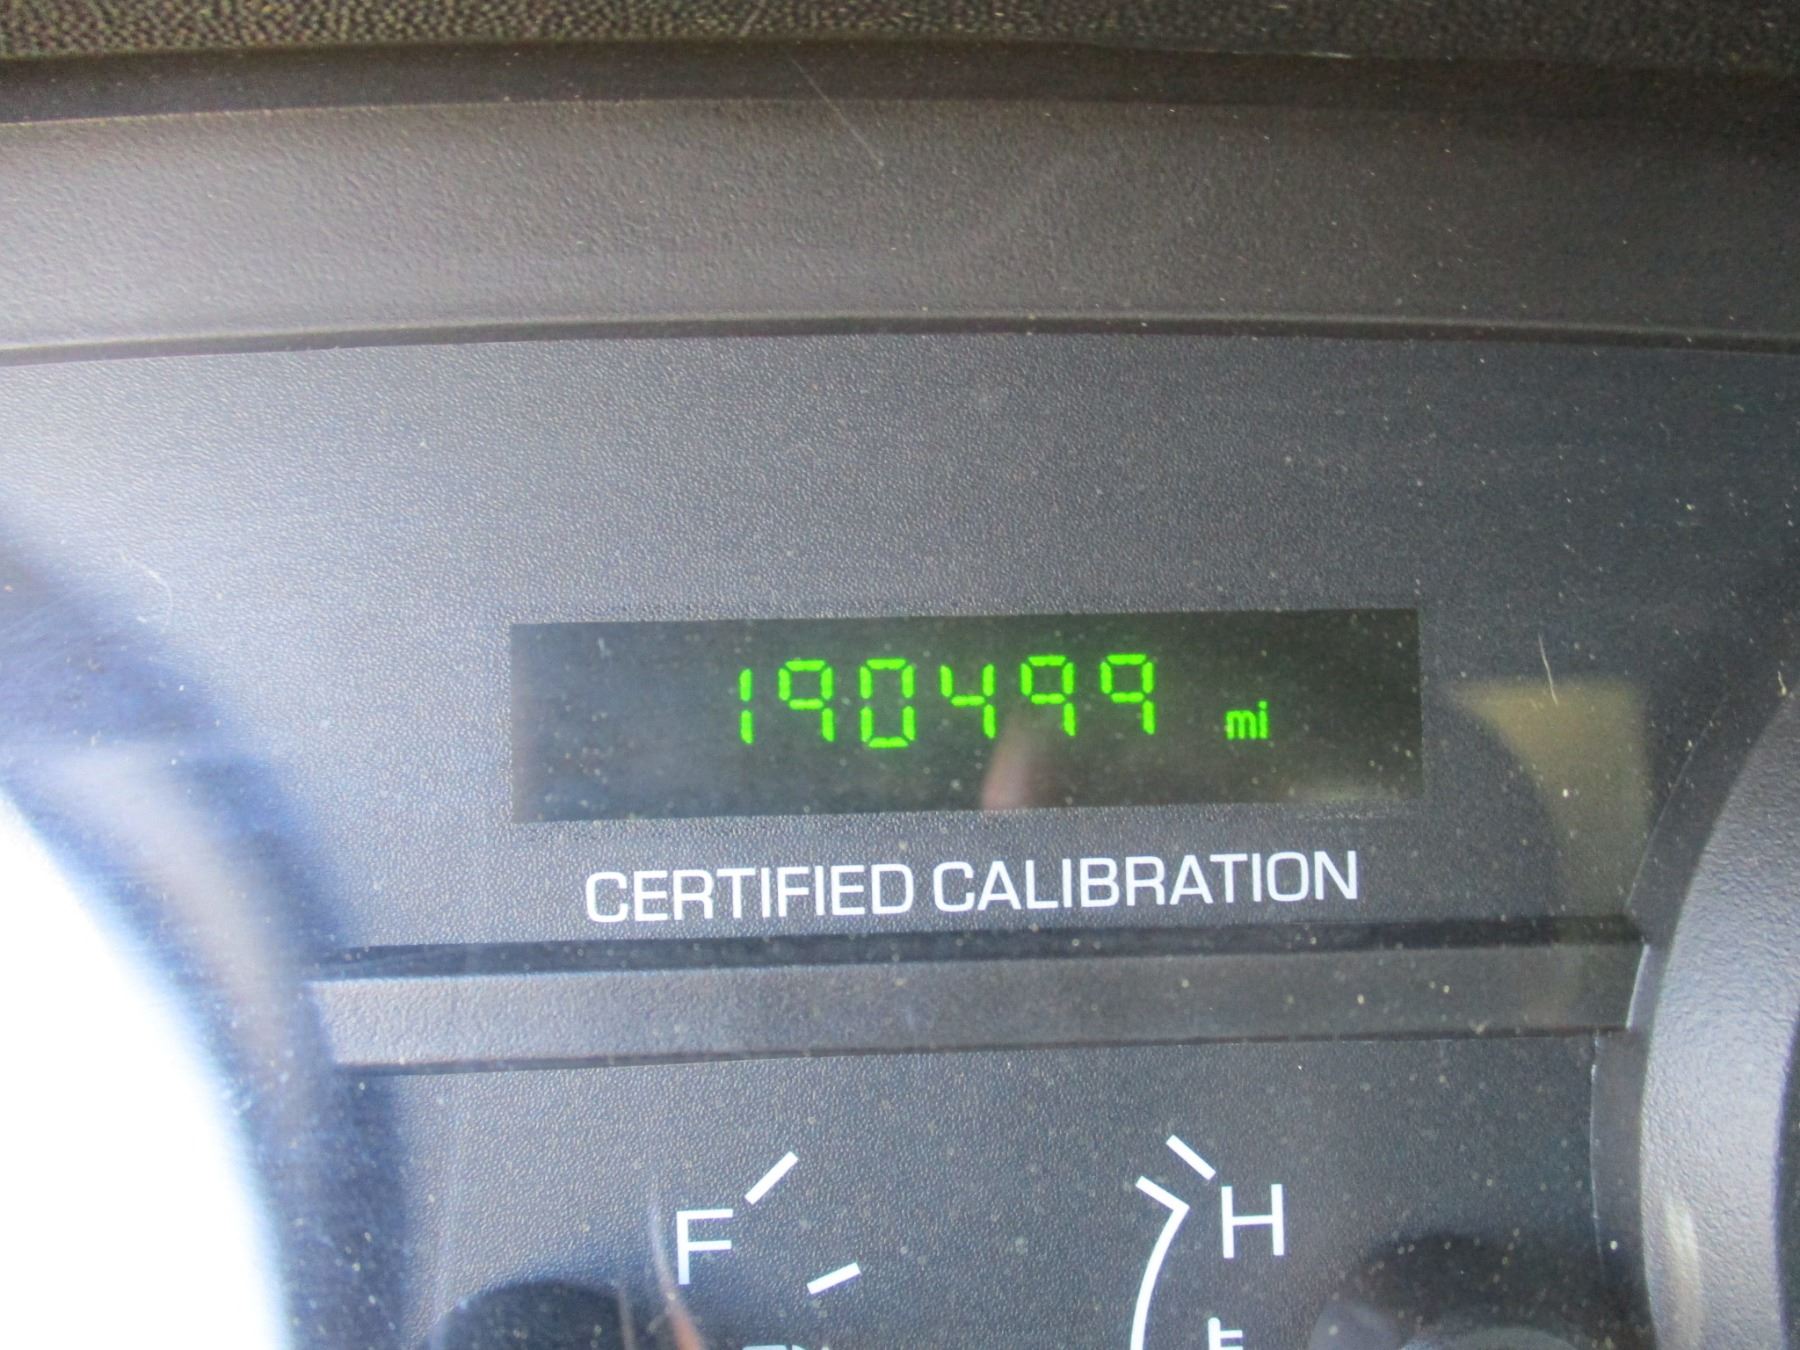 190499 mi
CERTIFIED CALIBRATION
F H